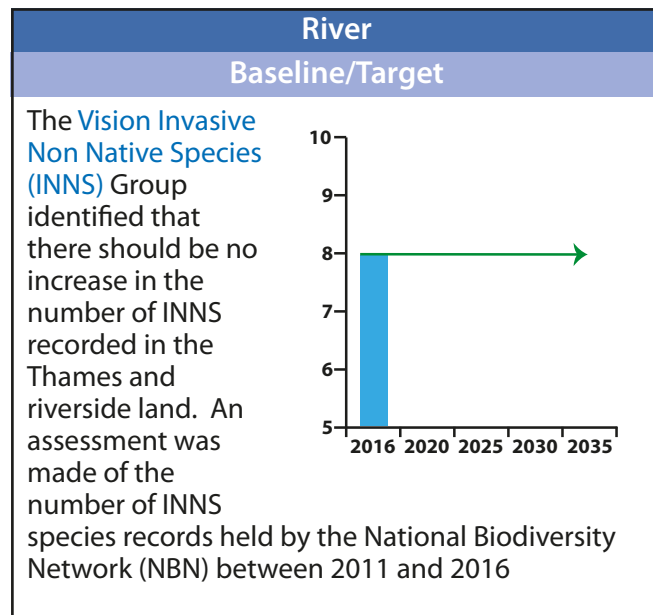 River
Baseline/Target
The Vision Invasive
Non Native Species
(INNS) Group
identified that
there should be no
increase in the
number of INNS
recorded in the
Thames and
riverside land.  An
assessment was
made of the
number of INNS
species records held by the National Biodiversity
Network (NBN) between 2011 and 2016
10
9
8
7
6
5
2016 2020 2025 2030 2035